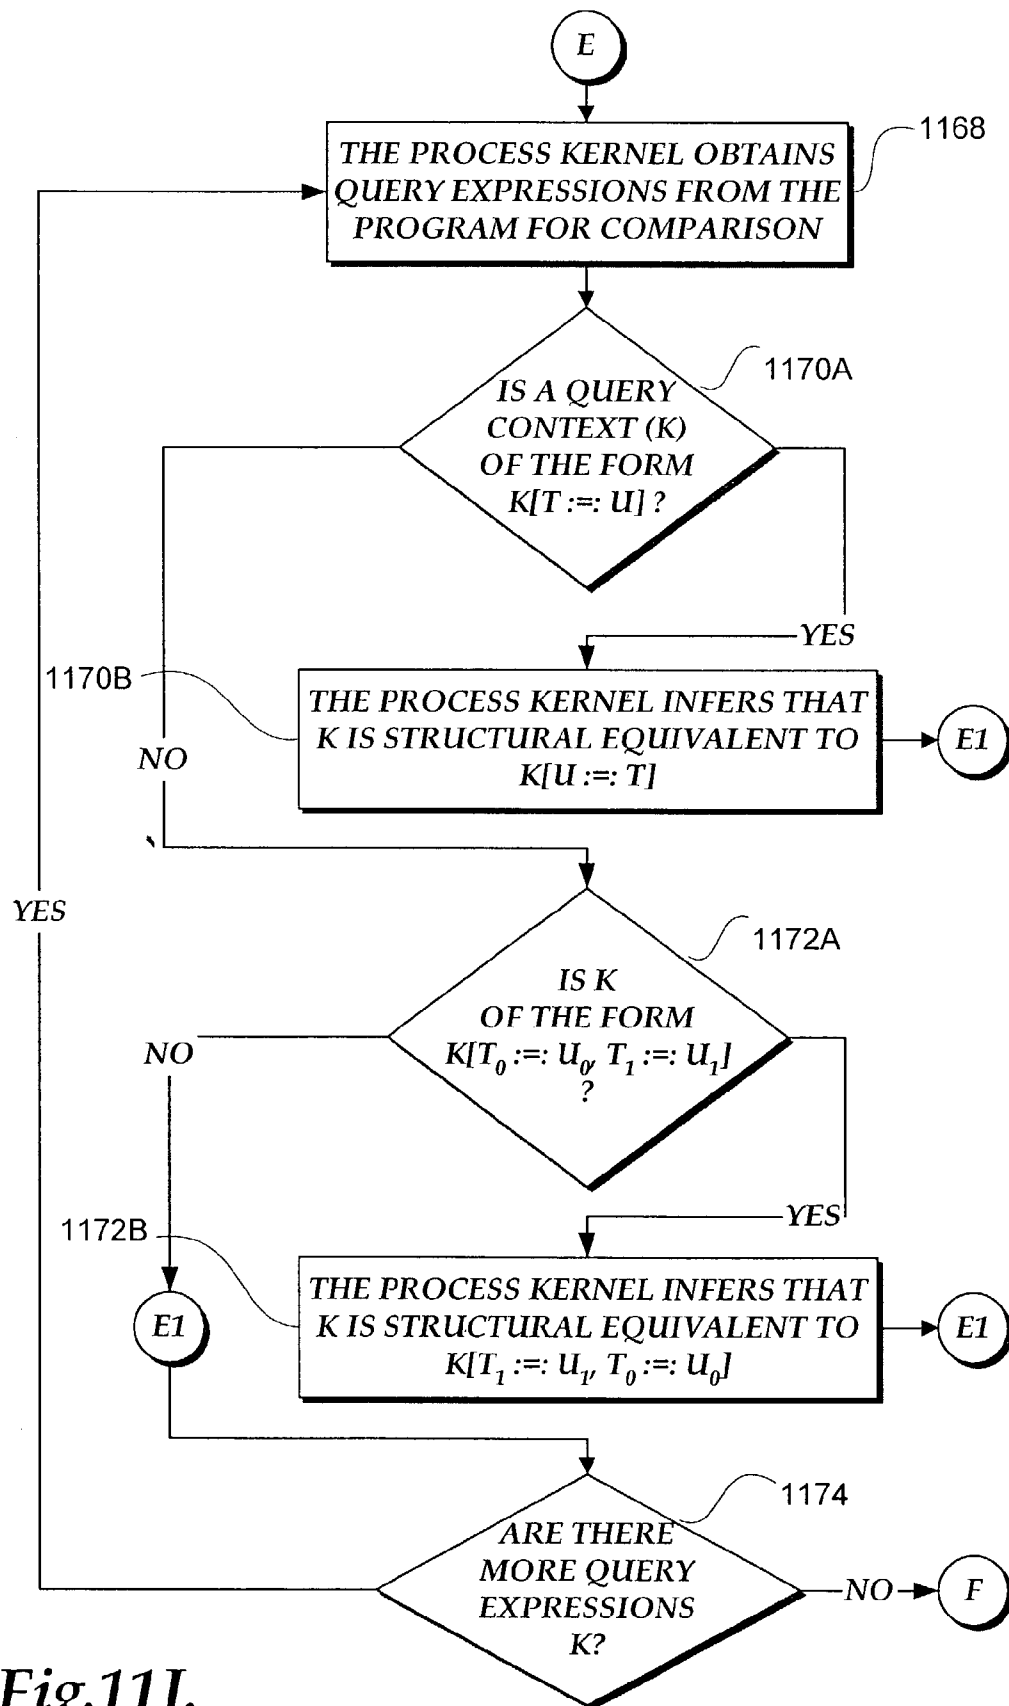 E
THE PROCESS KERNEL OBTAINS
QUERY EXPRESSIONS FROM THE
PROGRAM FOR COMPARISON
1168
IS A QUERY
CONTEXT (K)
OF THE FORM
K[T :=: U] ?
1170A
YES
1170B
THE PROCESS KERNEL INFERS THAT
K IS STRUCTURAL EQUIVALENT TO
K[U :=: T]
E1
NO
YES
IS K
OF THE FORM
K[T₀ :=: U₀, T₁ :=: U₁]
?
1172A
NO
YES
1172B
THE PROCESS KERNEL INFERS THAT
K IS STRUCTURAL EQUIVALENT TO
K[T₁ :=: U₁, T₀ :=: U₀]
E1
E1
ARE THERE
MORE QUERY
EXPRESSIONS
K?
1174
NO
F